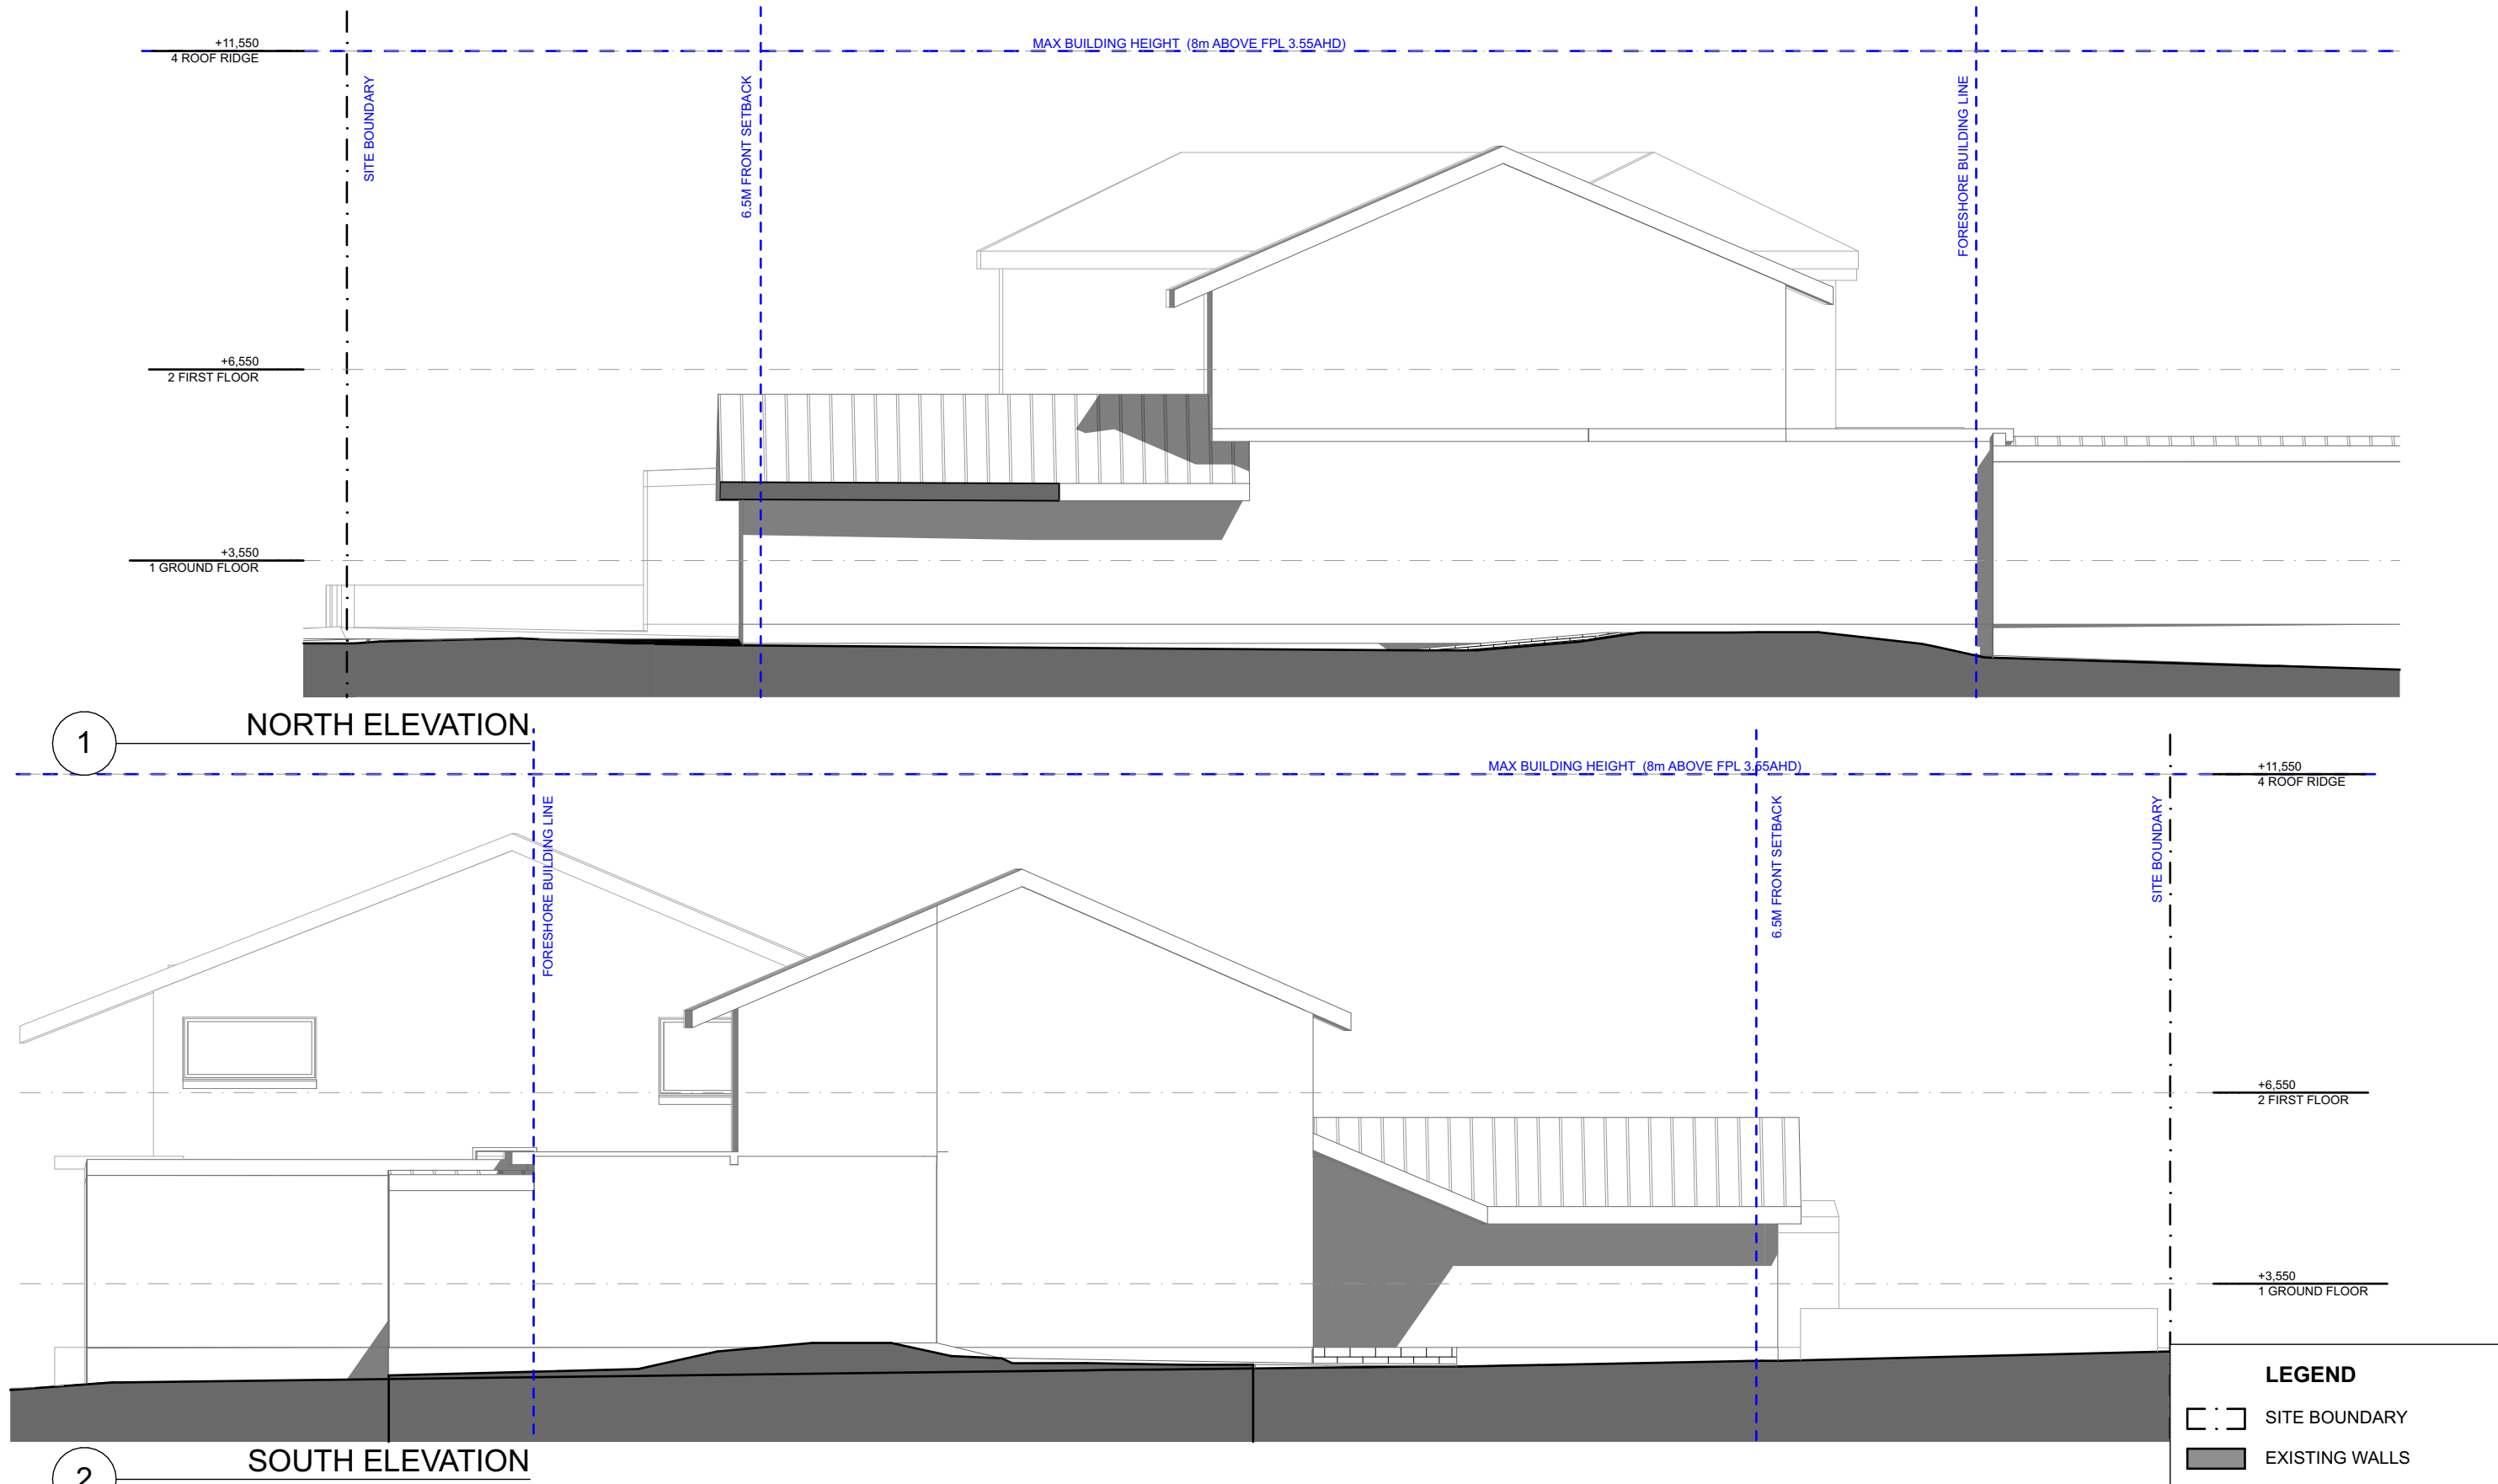 +11,550
4 ROOF RIDGE
MAX BUILDING HEIGHT (8m ABOVE FPL 3.55AHD)
SITE BOUNDARY
6.5M FRONT SETBACK
FORESHORE BUILDING LINE
+6,550
2 FIRST FLOOR
+3,550
1 GROUND FLOOR
1
NORTH ELEVATION
MAX BUILDING HEIGHT (8m ABOVE FPL 3.55AHD)
+11,550
4 ROOF RIDGE
FORESHORE BUILDING LINE
6.5M FRONT SETBACK
SITE BOUNDARY
+6,550
2 FIRST FLOOR
+3,550
1 GROUND FLOOR
2
SOUTH ELEVATION
LEGEND
SITE BOUNDARY
EXISTING WALLS